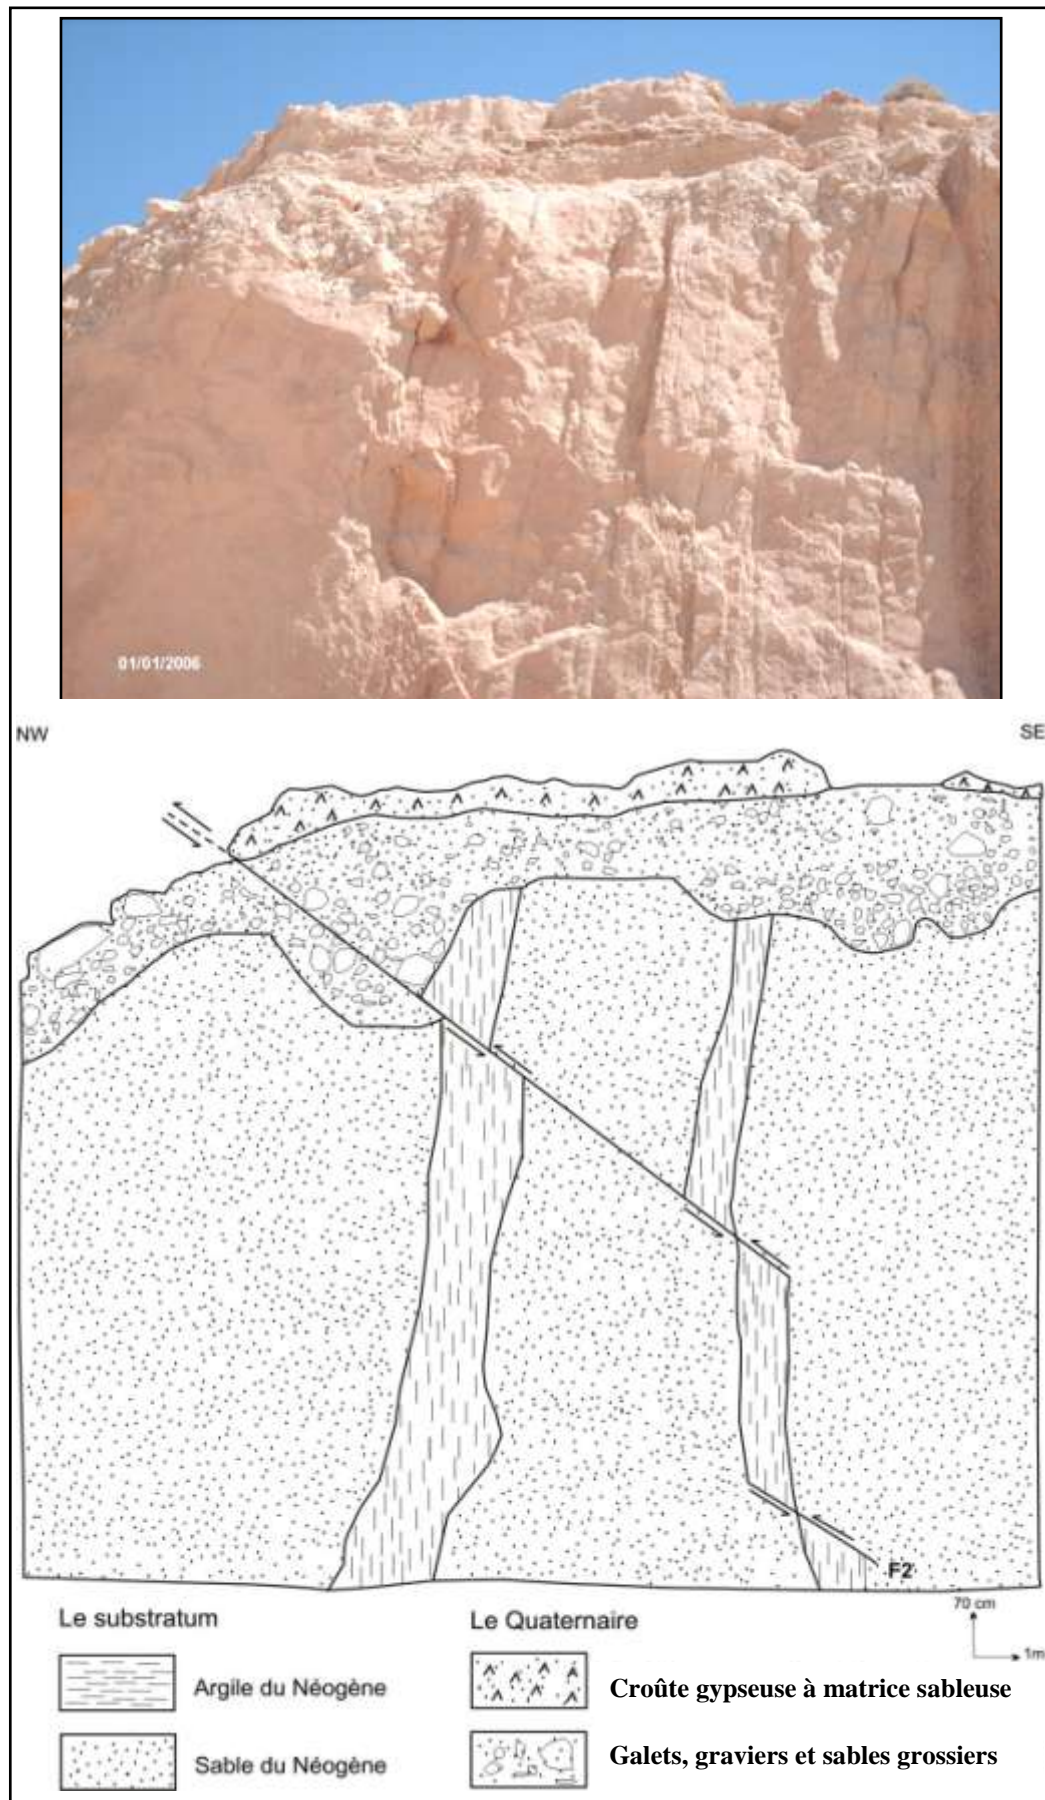 01/01/2006
NW
SE
F2
70 cm
1m
Le substratum
Le Quaternaire
Argile du Néogène
Croûte gypseuse à matrice sableuse
Sable du Néogène
Galets, graviers et sables grossiers